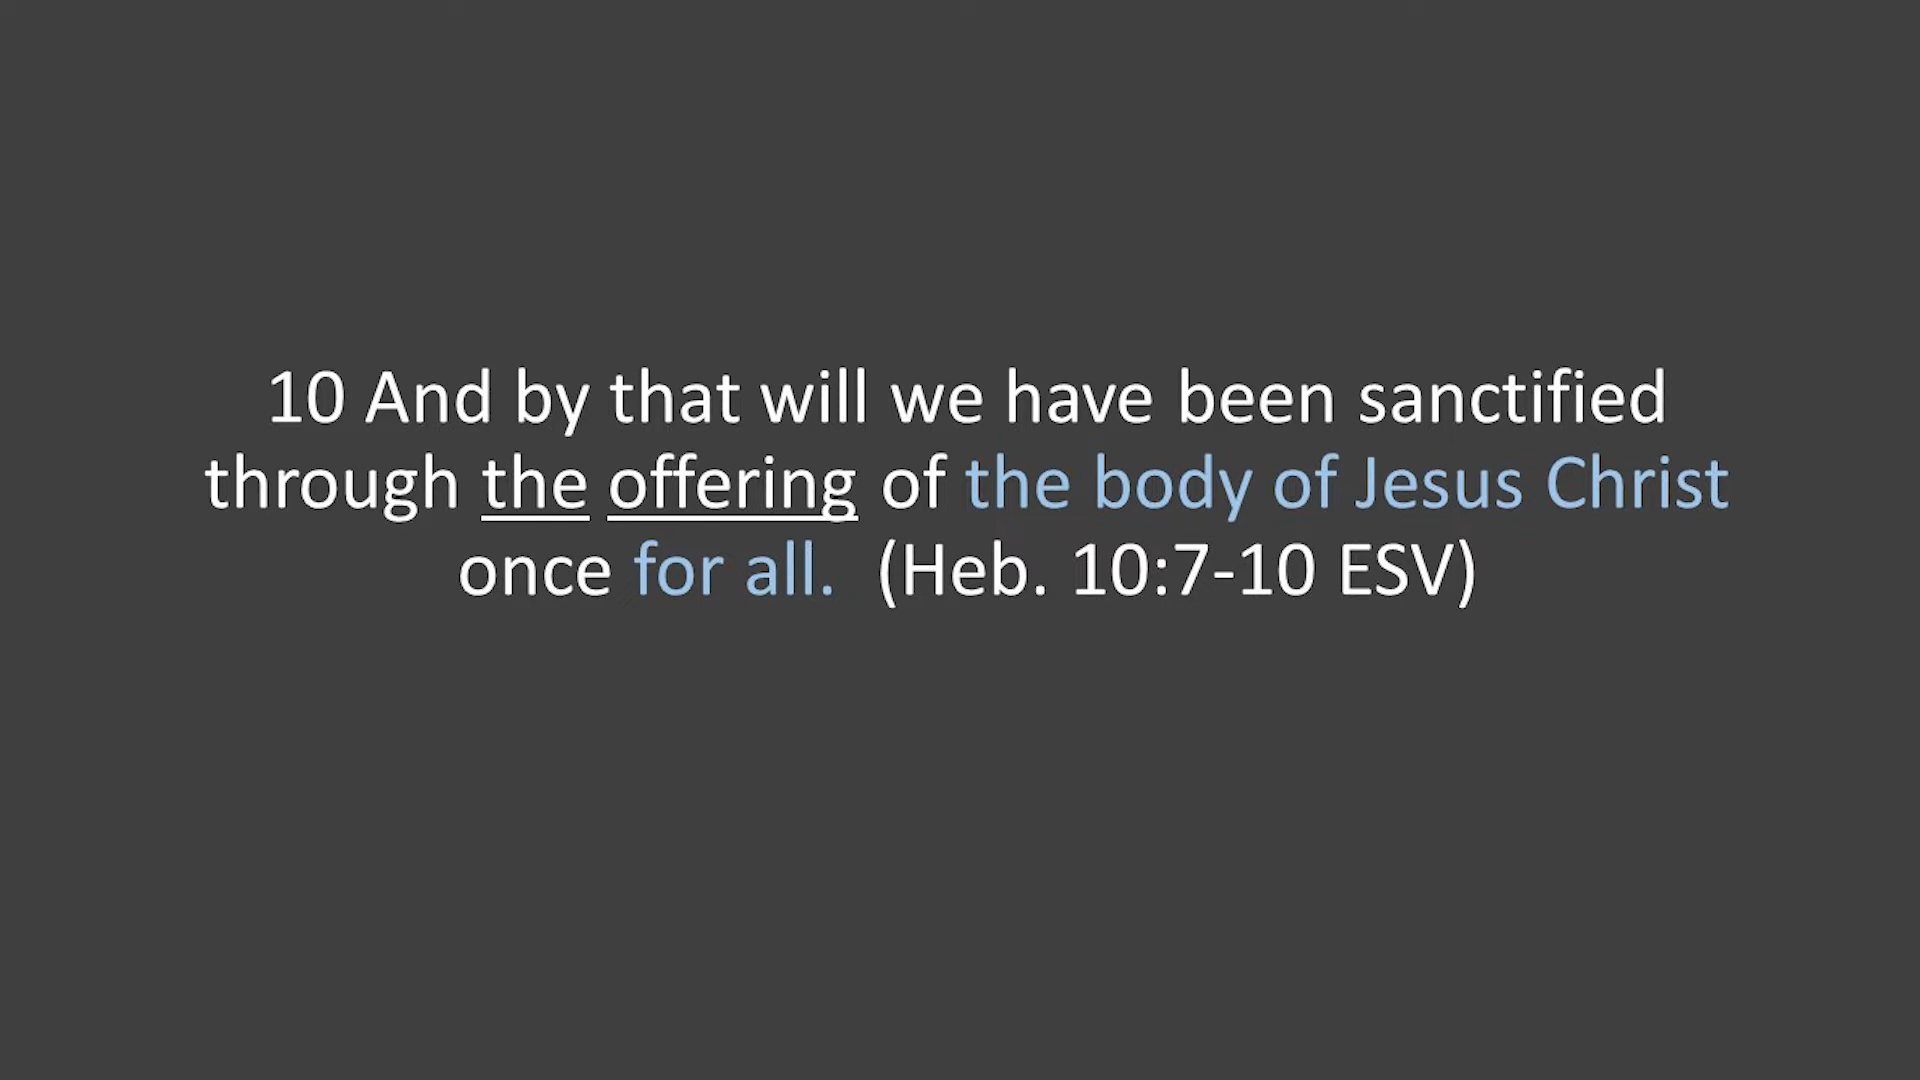 10 And by that will we have been sanctified
through the offering of the body of Jesus Christ
once for all.  (Heb. 10:7-10 ESV)